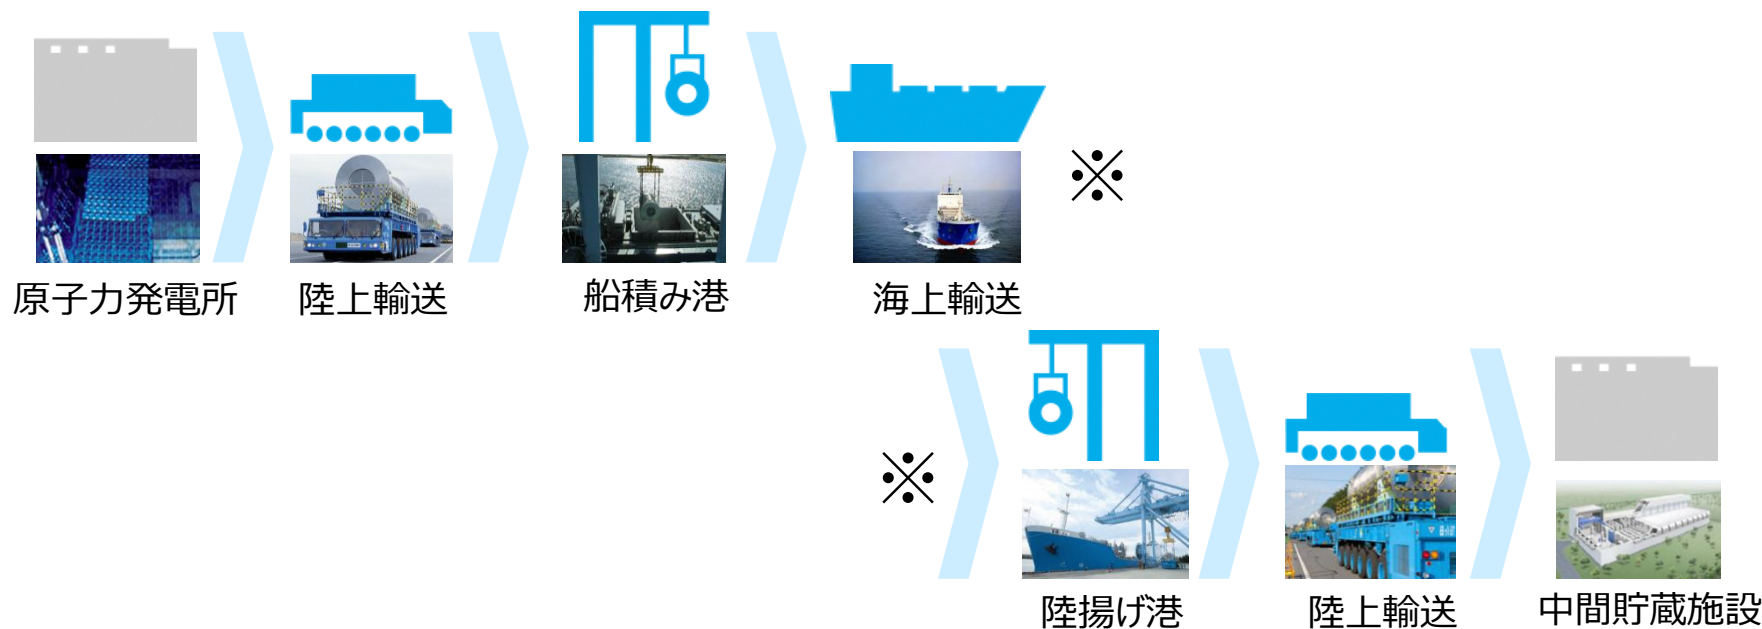 原子力発電所
陸上輸送
船積み港
海上輸送
※
※
陸揚げ港
陸上輸送
中間貯蔵施設